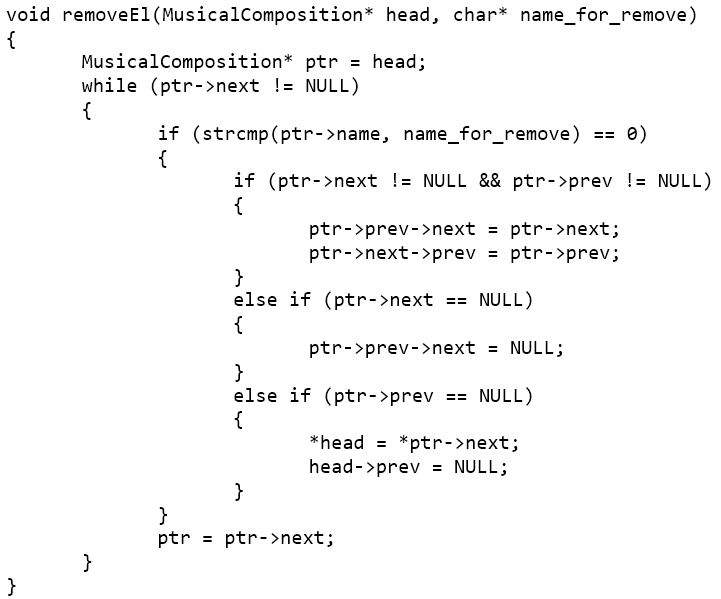 void removeEl(MusicalComposition* head, char* name_for_remove)
{
        MusicalComposition* ptr = head;
        while (ptr->next != NULL)
        {
                if (strcmp(ptr->name, name_for_remove) == 0)
                {
                        if (ptr->next != NULL && ptr->prev != NULL)
                        {
                                ptr->prev->next = ptr->next;
                                ptr->next->prev = ptr->prev;
                        }
                        else if (ptr->next == NULL)
                        {
                                ptr->prev->next = NULL;
                        }
                        else if (ptr->prev == NULL)
                        {
                                *head = *ptr->next;
                                head->prev = NULL;
                        }
                }
                ptr = ptr->next;
        }
}